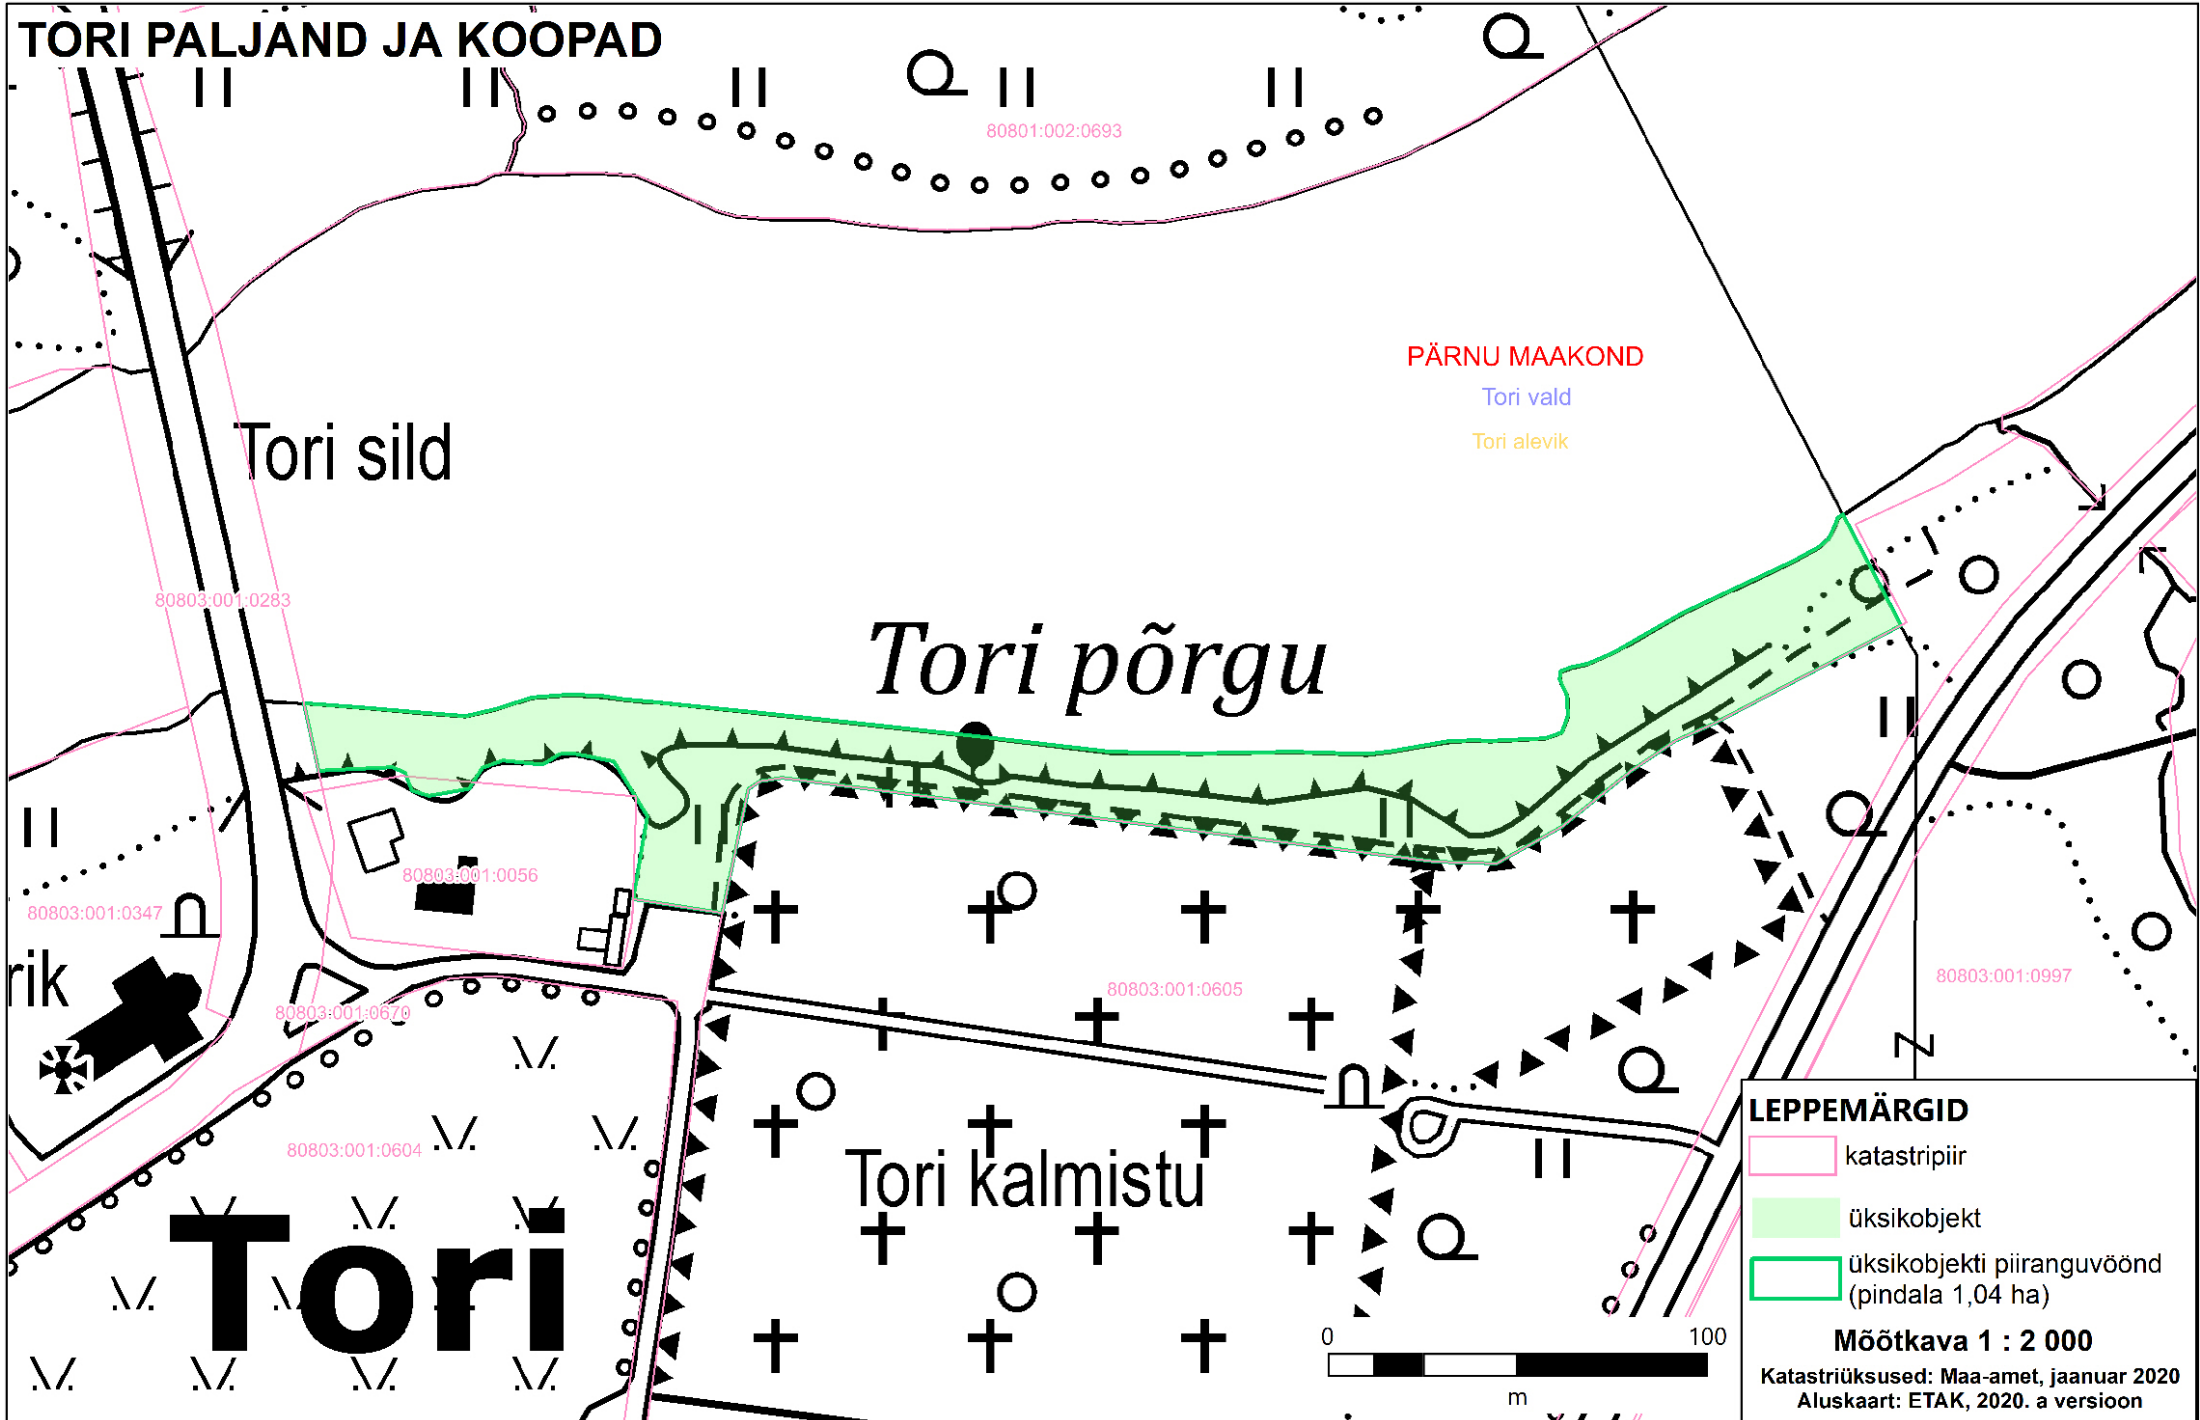 TORI PALJAND JA KOOPAD
80801:002:0693
PÄRNU MAAKOND
Tori vald
Tori alevik
Tori sild
80803:001:0283
Tori põrgu
80803:001:0056
80803:001:0347
rik
80803:001:0670
80803:001:0605
80803:001:0997
80803:001:0604
Tori kalmistu
Tori
LEPPEMÄRGID
katastripiir
üksikobjekt
üksikobjekti piiranguvöönd
(pindala 1,04 ha)
0 100
m
Mõõtkava 1 : 2 000
Katastriüksused: Maa-amet, jaanuar 2020
Aluskaart: ETAK, 2020. a versioon